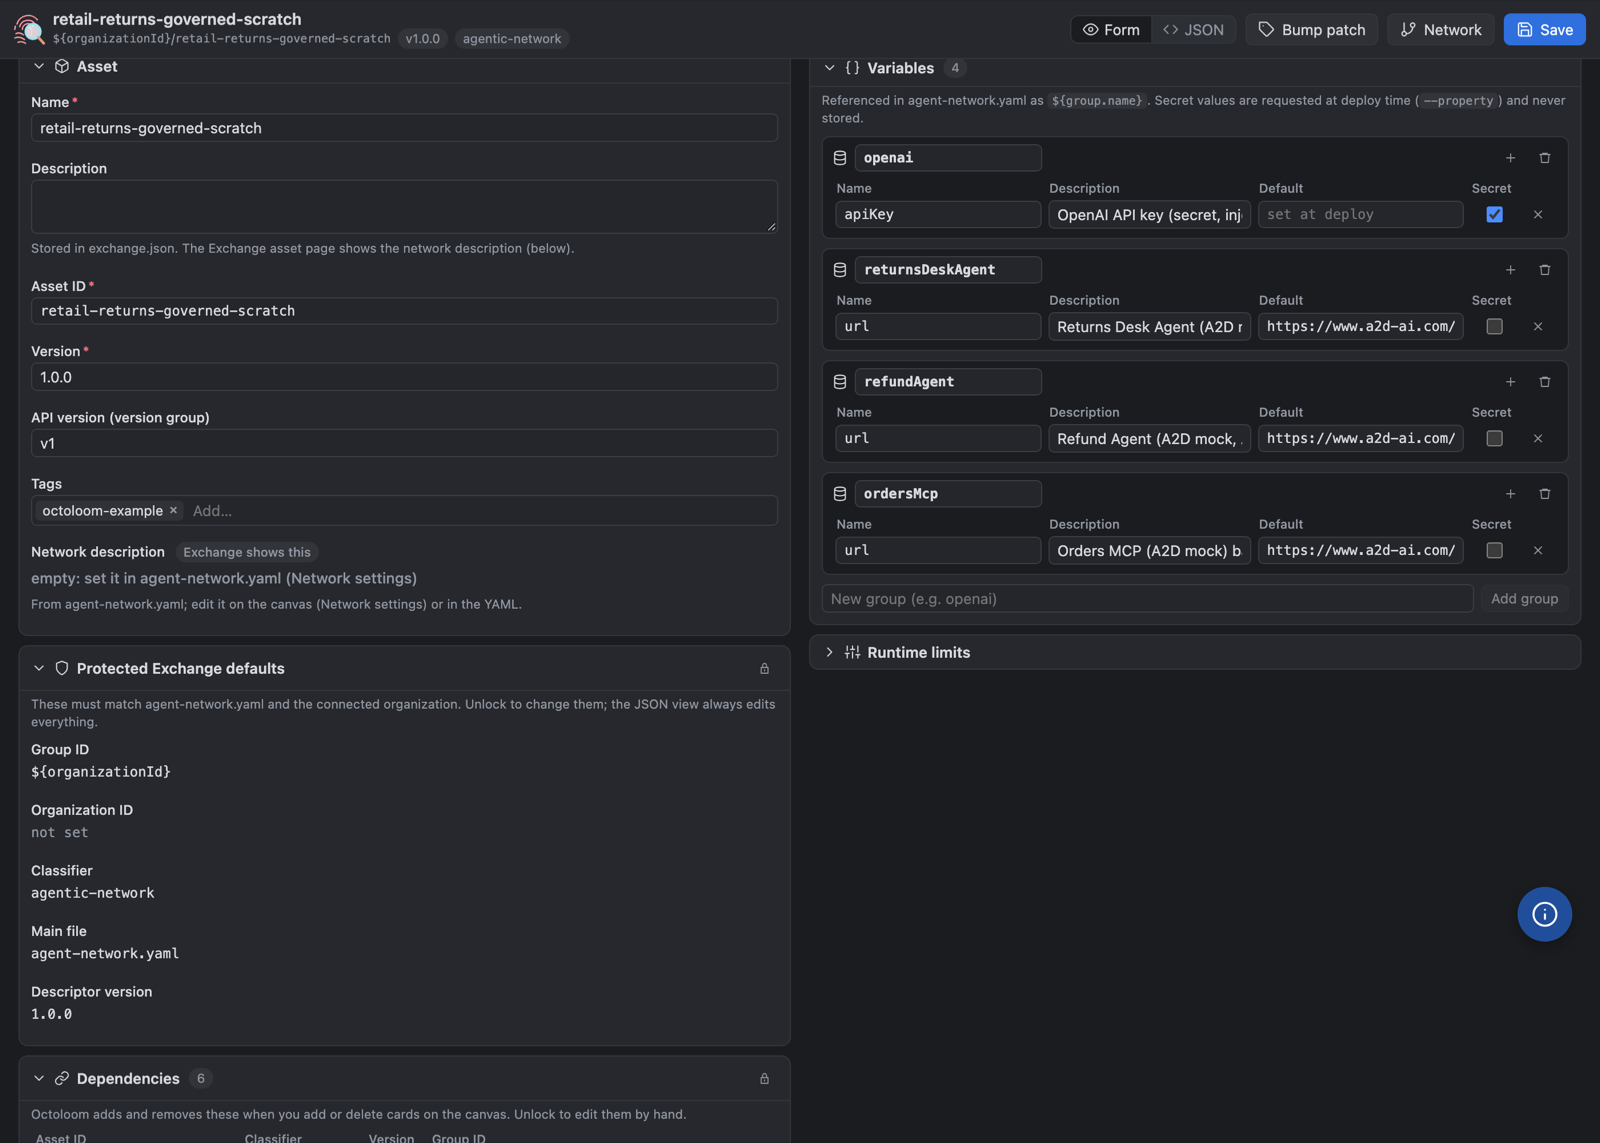 retail-returns-governed-scratch
${organizationId}/retail-returns-governed-scratch v1.0.0 agentic-network
Form
JSON
Bump patch
Network
Save
Asset
Name*
retail-returns-governed-scratch
Description
Stored in exchange.json. The Exchange asset page shows the network description (below).
Asset ID*
retail-returns-governed-scratch
Version*
1.0.0
API version (version group)
v1
Tags
octoloom-example × Add...
Network description Exchange shows this
empty: set it in agent-network.yaml (Network settings)
From agent-network.yaml; edit it on the canvas (Network settings) or in the YAML.
Protected Exchange defaults
These must match agent-network.yaml and the connected organization. Unlock to change them; the JSON view always edits
everything.
Group ID
${organizationId}
Organization ID
not set
Classifier
agentic-network
Main file
agent-network.yaml
Descriptor version
1.0.0
Dependencies 6
Octoloom adds and removes these when you add or delete cards on the canvas. Unlock to edit them by hand.
Asset ID Classifier Version Group ID
{} Variables 4
Referenced in agent-network.yaml as ${group.name}. Secret values are requested at deploy time (--property) and never
stored.
openai
Name Description Default Secret
apiKey OpenAI API key (secret, inj set at deploy
returnsDeskAgent
Name Description Default Secret
url Returns Desk Agent (A2D r https://www.a2d-ai.com/
refundAgent
Name Description Default Secret
url Refund Agent (A2D mock, https://www.a2d-ai.com/
ordersMcp
Name Description Default Secret
url Orders MCP (A2D mock) b https://www.a2d-ai.com/
New group (e.g. openai) Add group
Runtime limits